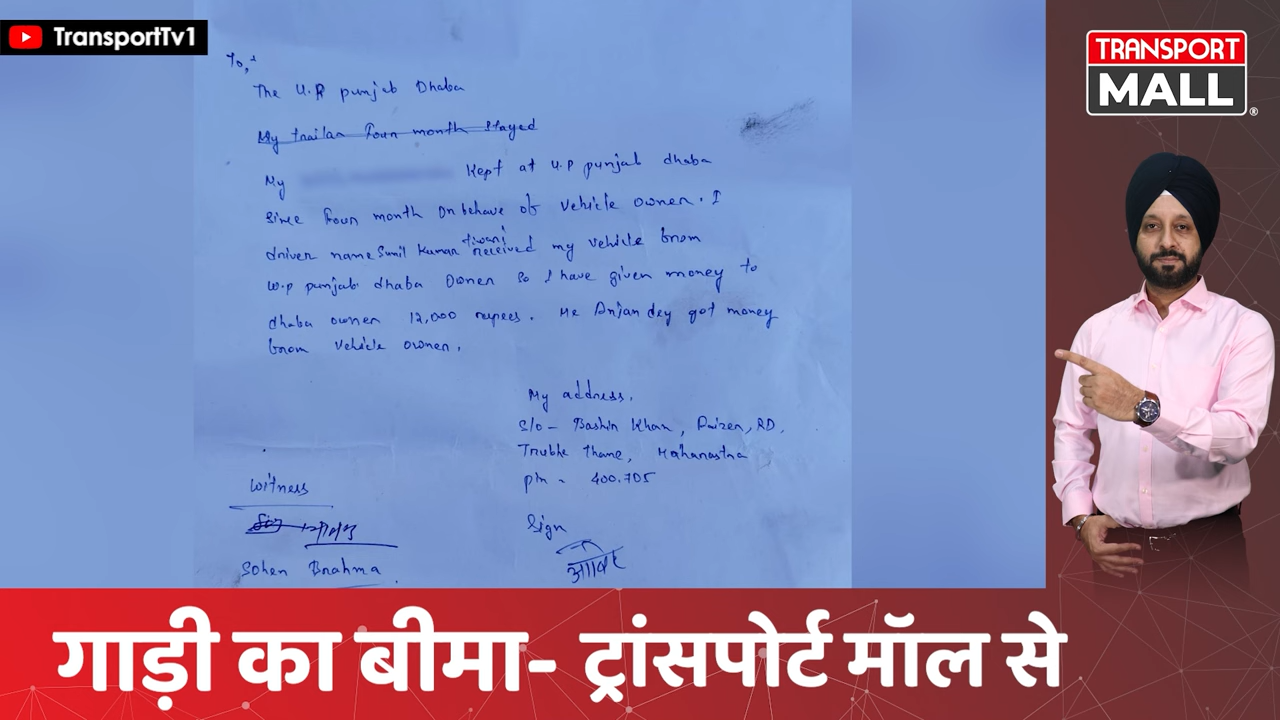 TransportTv1
TRANSPORT
MALL
®
To,
The U.P punjab Dhaba
My trailar Four month stayed
My Kept at U.P punjab dhaba
Since Four month on behave of vehicle owner. I
driver name Sunil Kumar tiwari received my vehicle from
U.P punjab dhaba owner so I have given money to
dhaba owner 12,000 rupees. Me Anjan dey got money
from vehicle owner.
My address,
S/o - Bashir Khan, RD,
Trubhe Thane, Maharastra
pin - 400.705
Witness
Sign
Sohen Brahma
गाड़ी का बीमा- ट्रांसपोर्ट मॉल से